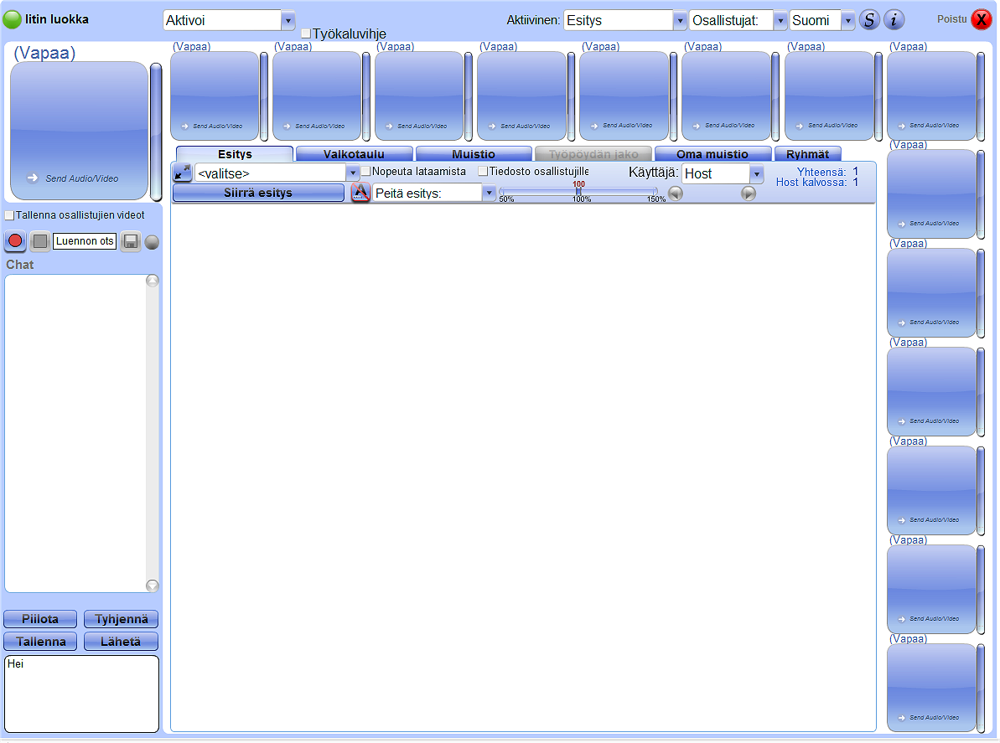 Iitin luokka
Aktivoi
Työkaluvihje
Aktiivinen: Esitys
Osallistujat:
Suomi
S
i
Poistu X
(Vapaa)
Send Audio/Video
(Vapaa)
Send Audio/Video
(Vapaa)
Send Audio/Video
(Vapaa)
Send Audio/Video
(Vapaa)
Send Audio/Video
(Vapaa)
Send Audio/Video
(Vapaa)
Send Audio/Video
(Vapaa)
Send Audio/Video
(Vapaa)
Send Audio/Video
Esitys
Valkotaulu
Muistio
Työpöydän jako
Oma muistio
Ryhmät
<valitse>
Nopeuta lataamista
Tiedosto osallistujille
Käyttäjä: Host
Yhteensä: 1
Host kalvossa: 1
Siirrä esitys
Peitä esitys:
100
50% 100% 150%
Tallenna osallistujien videot
Luennon ots
Chat
Piilota
Tyhjennä
Tallenna
Lähetä
Hei
(Vapaa)
Send Audio/Video
(Vapaa)
Send Audio/Video
(Vapaa)
Send Audio/Video
(Vapaa)
Send Audio/Video
(Vapaa)
Send Audio/Video
(Vapaa)
Send Audio/Video